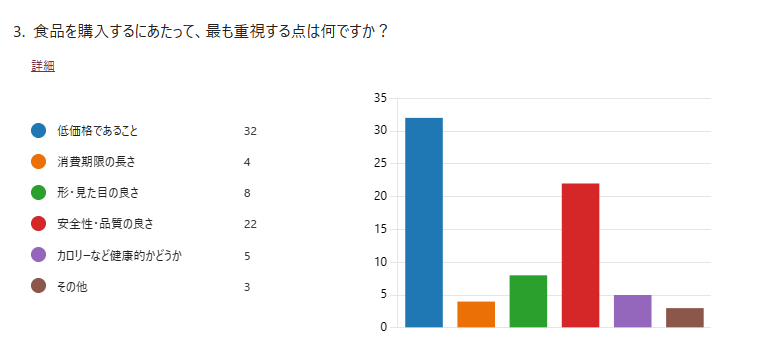 3. 食品を購入するにあたって、最も重視する点は何ですか？
詳細
低価格であること 32
消費期限の長さ 4
形・見た目の良さ 8
安全性・品質の良さ 22
カロリーなど健康的かどうか 5
その他 3
35
30
25
20
15
10
5
0